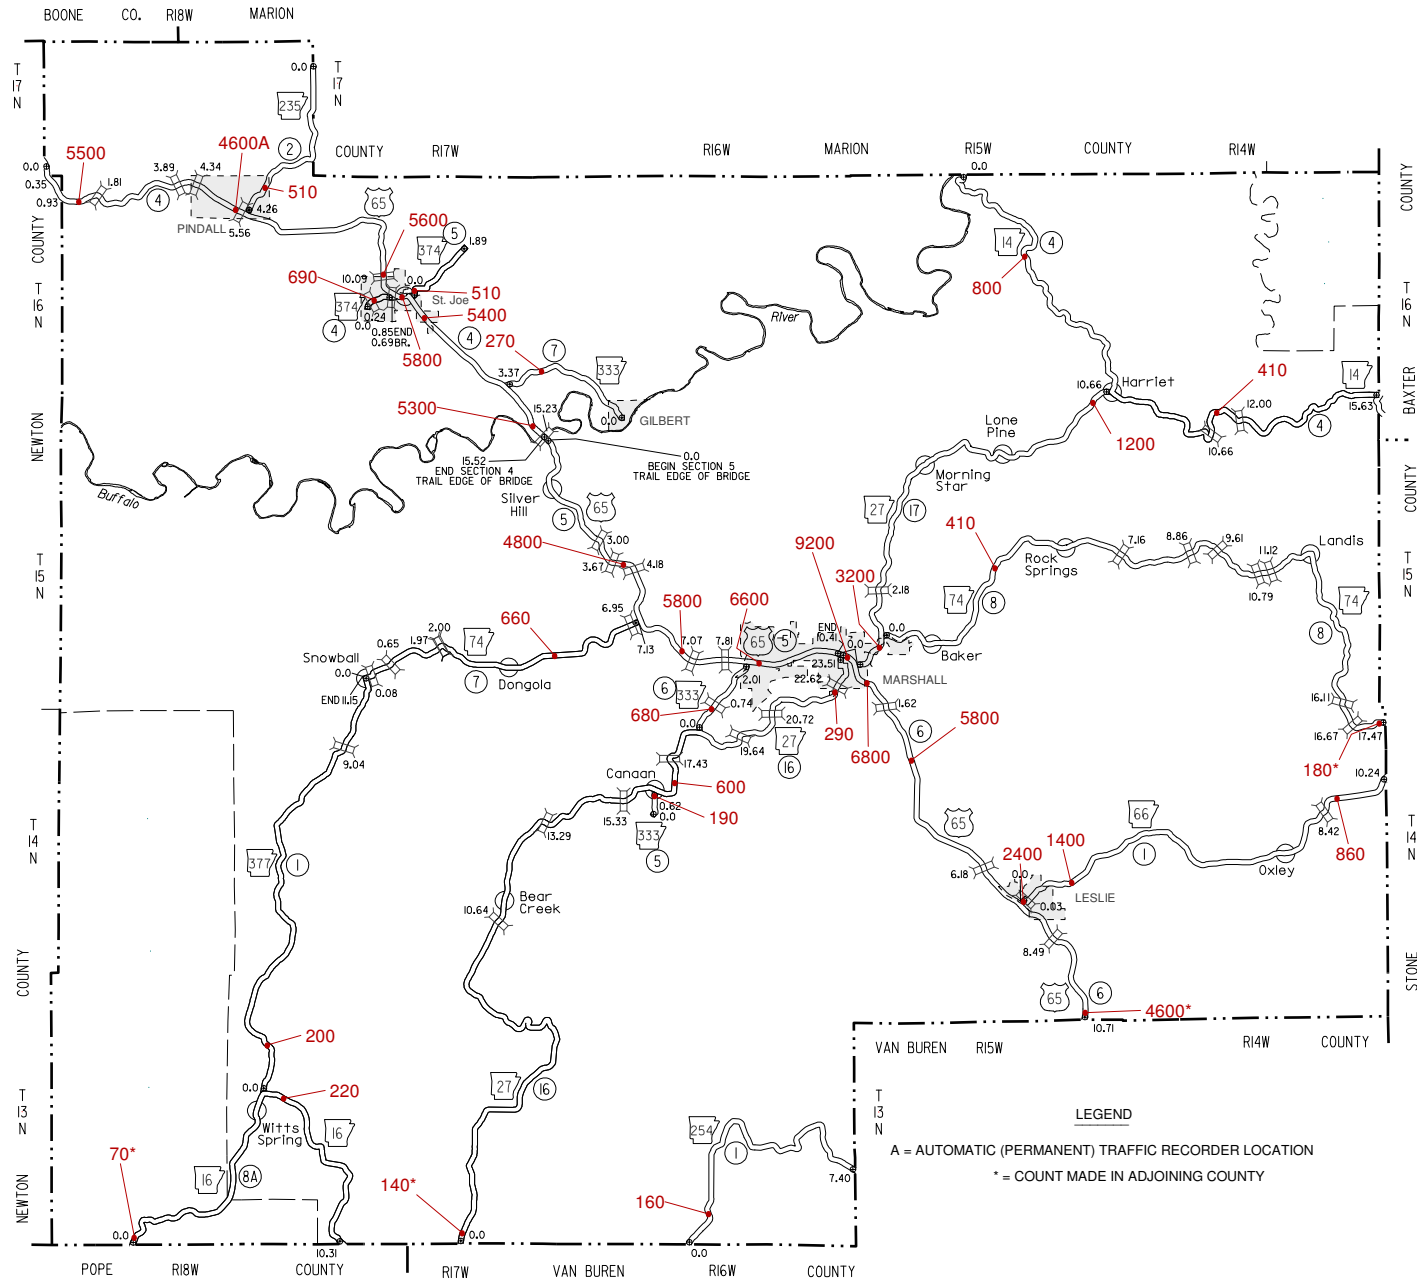 BOONE CO. R18W MARION
T 17 N
T 17 N
0.0
235
4600A
2
5500
0.0
3.89
4.34
COUNTY R17W R16W MARION R15W COUNTY R14W
0.0
COUNTY
0.35
1.81
510
0.93
4
4.26
65
PINDALL
5.56
5600
5
1.89
374
14
4
COUNTY
690
10.09
0.0
510
800
T 16 N
374
St. Joe
0.24
5400
River
T 16 N
0.0
4
0.85END
0.69BR.
4
270
7
5800
3.37
333
410
14
10.66
Harriet
BAXTER
5300
15.23
0.0
GILBERT
12.00
15.63
NEWTON
Lone
Pine
1200
4
15.52
0.0
10.66
END SECTION 4
TRAIL EDGE OF BRIDGE
BEGIN SECTION 5
TRAIL EDGE OF BRIDGE
Morning
Star
Buffalo
Silver
Hill
COUNTY
65
27
17
5
410
9200
3.00
7.16
8.86
9.61
Landis
4800
11.12
3.67
4.18
3200
Rock
Springs
T 15 N
T 15 N
2.18
10.79
74
8
74
660
6.95
5800
6600
END
10.41
0.0
0.0
8
2.00
74
65
5
1.97
7.07
7.81
Baker
0.65
7.13
Snowball
0.0
23.51
7
Dongola
2.01
22.62
MARSHALL
0.08
6
END 11.15
333
0.74
1.62
16.11
680
20.72
290
6
5800
0.0
27
6800
16.67
17.47
19.64
16
9.04
17.43
180*
Canaan
600
10.24
0.62
15.33
0.0
190
66
T 14 N
13.29
333
65
1
8.42
T 14 N
5
860
377
1
2400
1400
6.18
0.0
Oxley
Bear
Creek
0.03
LESLIE
10.64
8.49
COUNTY
STONE
65
6
4600*
10.71
200
VAN BUREN R15W R14W COUNTY
0.0
220
27
16
T 13 N
T 13 N
LEGEND
Witts
Spring
16
254
1
A = AUTOMATIC (PERMANENT) TRAFFIC RECORDER LOCATION
70*
16
8A
7.40
* = COUNT MADE IN ADJOINING COUNTY
140*
160
NEWTON
0.0
10.31
0.0
0.0
POPE R18W COUNTY R17W VAN BUREN R16W COUNTY